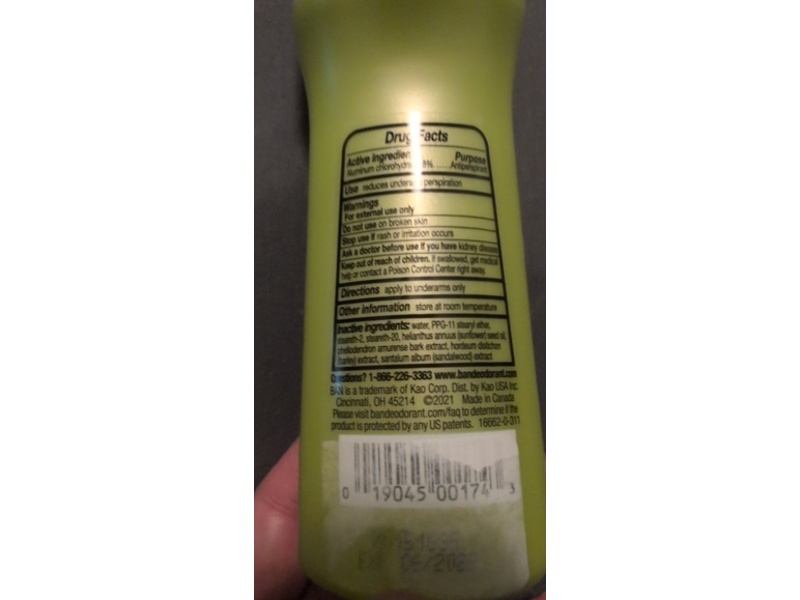 Drug Facts
Active ingredient Purpose
Aluminum chlorohydr 8%.....Antiperspirant
Use reduces underarm perspiration
Warnings
For external use only
Do not use on broken skin
Stop use if rash or irritation occurs
Ask a doctor before use if you have kidney disease
Keep out of reach of children. If swallowed, get medical
help or contact a Poison Control Center right away.
Directions apply to underarms only
Other information store at room temperature
Inactive ingredients: water, PPG-11 stearyl ether,
steareth-2, steareth-20, helianthus annuus (sunflower) seed oil,
phellodendron amurense bark extract, hordeum distichon
(barley) extract, santalum album (sandalwood) extract
Questions? 1-866-226-3363 www.bandeodorant.com
BAN is a trademark of Kao Corp. Dist. by Kao USA Inc.
Cincinnati, OH 45214 ©2021 Made in Canada
Please visit bandeodorant.com/faq to determine if the
product is protected by any US patents. 16662-0-311
0 19045 00174 3